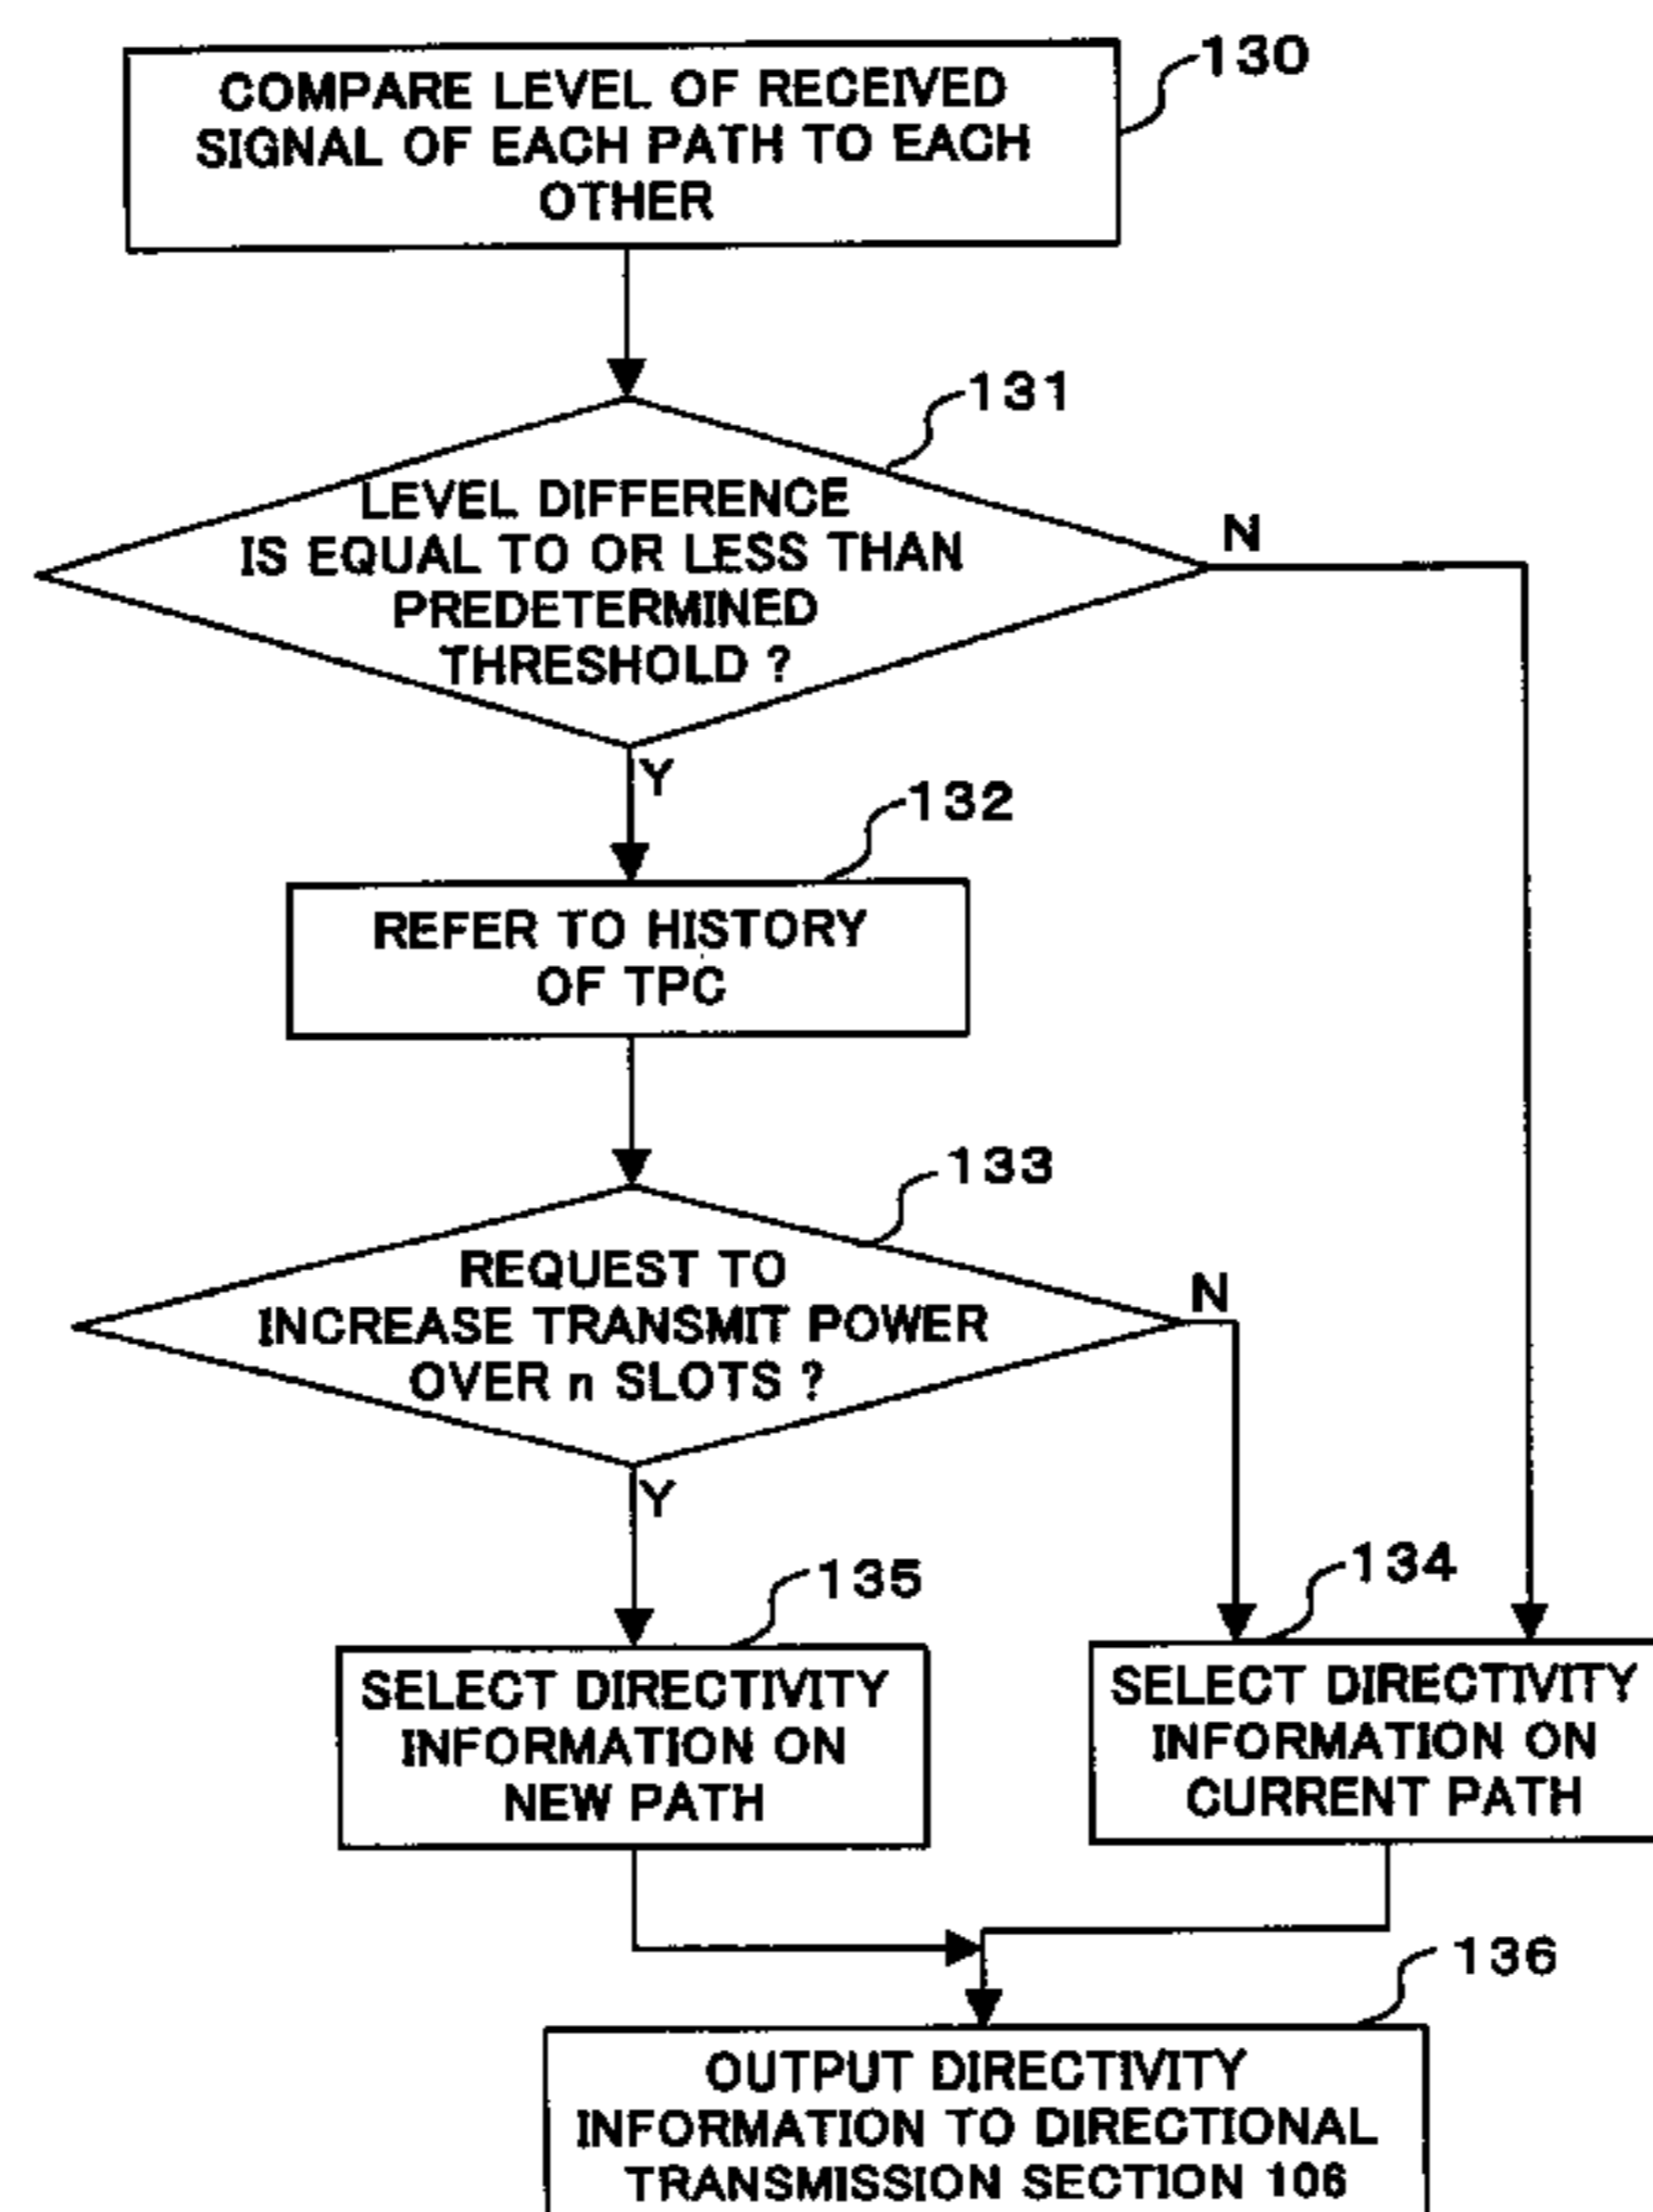 130
COMPARE LEVEL OF RECEIVED
SIGNAL OF EACH PATH TO EACH
OTHER
131
LEVEL DIFFERENCE
IS EQUAL TO OR LESS THAN
PREDETERMINED
THRESHOLD ?
N
Y
132
REFER TO HISTORY
OF TPC
133
REQUEST TO
INCREASE TRANSMIT POWER
OVER n SLOTS ?
N
Y
135
SELECT DIRECTIVITY
INFORMATION ON
NEW PATH
134
SELECT DIRECTIVITY
INFORMATION ON
CURRENT PATH
136
OUTPUT DIRECTIVITY
INFORMATION TO DIRECTIONAL
TRANSMISSION SECTION 106